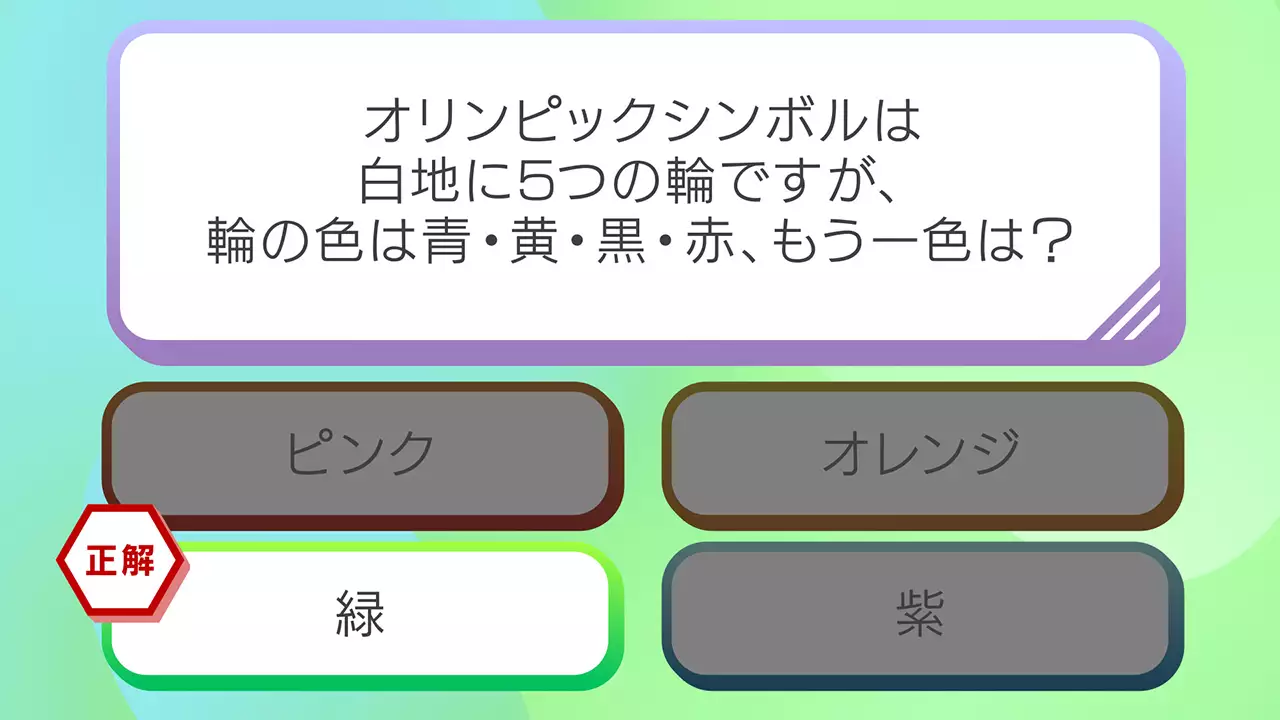 オリンピックシンボルは
白地に5つの輪ですが、
輪の色は青・黄・黒・赤、もう一色は？
ピンク
オレンジ
正解
緑
紫